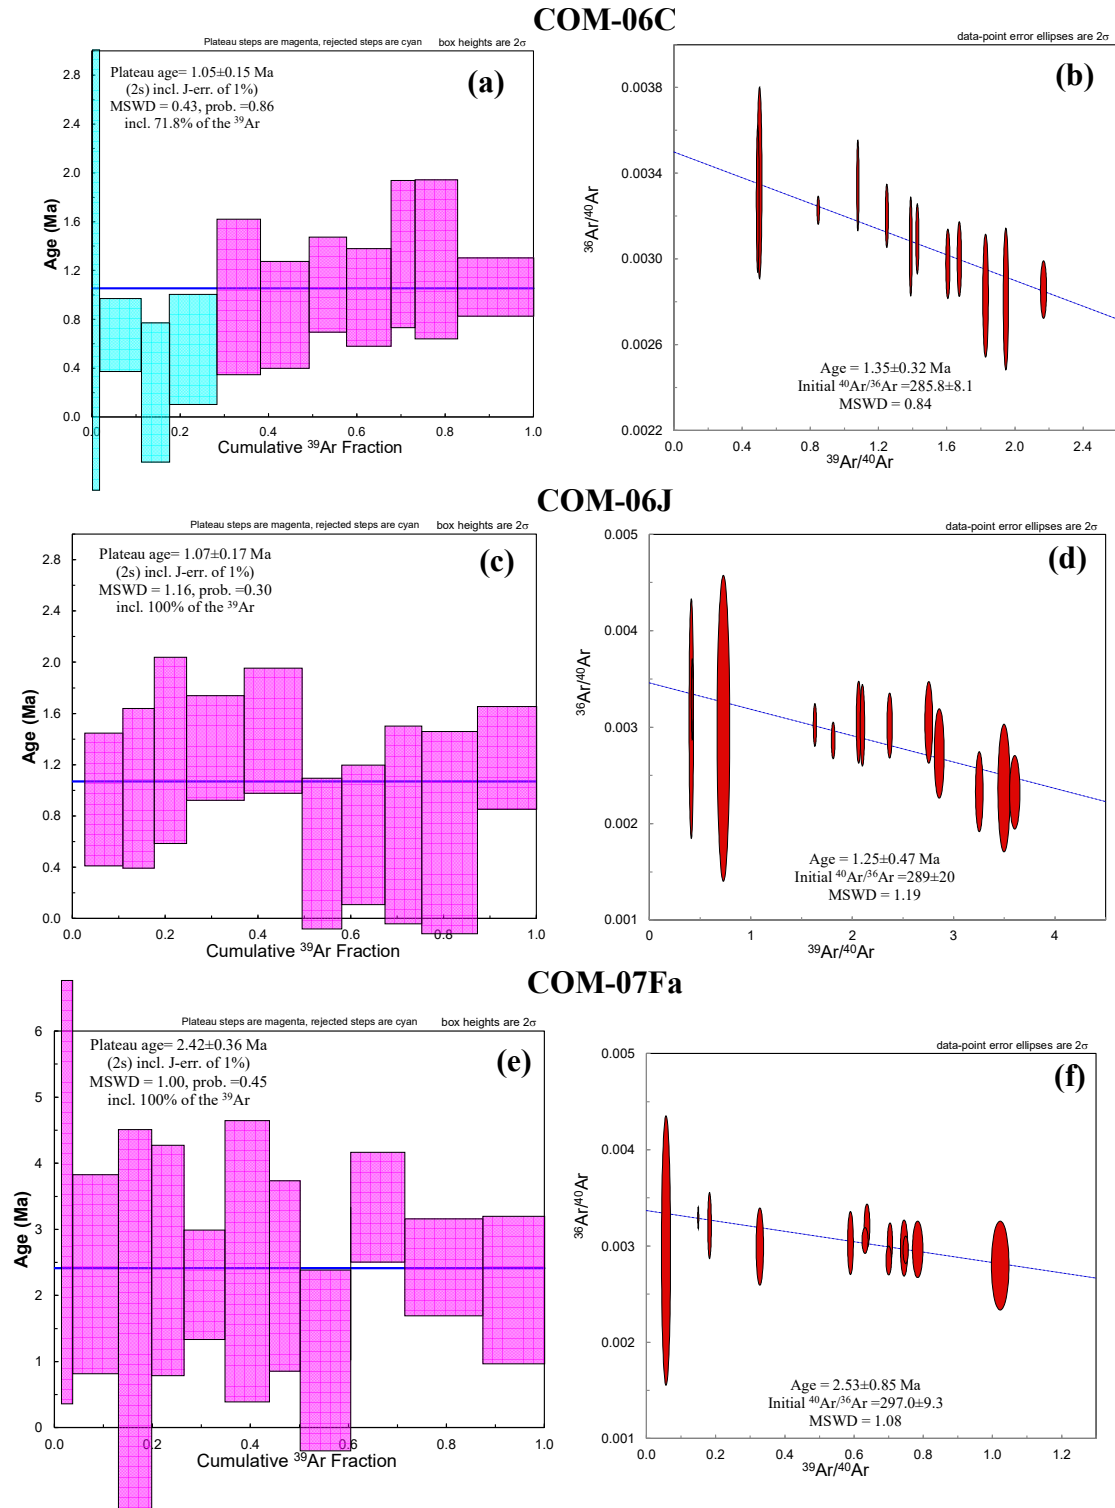 COM-06C
Plateau steps are magenta, rejected steps are cyan box heights are 2σ
(a)
Plateau age= 1.05±0.15 Ma
(2s) incl. J-err. of 1%)
MSWD = 0.43, prob. =0.86
incl. 71.8% of the ³⁹Ar
2.8
2.4
2.0
1.6
1.2
0.8
0.4
0.0
Age (Ma)
0.0 0.2 0.4 0.6 0.8 1.0
Cumulative ³⁹Ar Fraction
data-point error ellipses are 2σ
(b)
0.0038
0.0034
0.0030
0.0026
0.0022
³⁶Ar/⁴⁰Ar
Age = 1.35±0.32 Ma
Initial ⁴⁰Ar/³⁶Ar =285.8±8.1
MSWD = 0.84
0.0 0.4 0.8 1.2 1.6 2.0 2.4
³⁹Ar/⁴⁰Ar
COM-06J
Plateau steps are magenta, rejected steps are cyan box heights are 2σ
(c)
Plateau age= 1.07±0.17 Ma
(2s) incl. J-err. of 1%)
MSWD = 1.16, prob. =0.30
incl. 100% of the ³⁹Ar
2.8
2.4
2.0
1.6
1.2
0.8
0.4
0.0
Age (Ma)
0.0 0.2 0.4 0.6 0.8 1.0
Cumulative ³⁹Ar Fraction
data-point error ellipses are 2σ
(d)
0.005
0.004
0.003
0.002
0.001
³⁶Ar/⁴⁰Ar
Age = 1.25±0.47 Ma
Initial ⁴⁰Ar/³⁶Ar =289±20
MSWD = 1.19
0 1 2 3 4
³⁹Ar/⁴⁰Ar
COM-07Fa
Plateau steps are magenta, rejected steps are cyan box heights are 2σ
(e)
Plateau age= 2.42±0.36 Ma
(2s) incl. J-err. of 1%)
MSWD = 1.00, prob. =0.45
incl. 100% of the ³⁹Ar
6
5
4
3
2
1
0
Age (Ma)
0.0 0.2 0.4 0.6 0.8 1.0
Cumulative ³⁹Ar Fraction
data-point error ellipses are 2σ
(f)
0.005
0.004
0.003
0.002
0.001
³⁶Ar/⁴⁰Ar
Age = 2.53±0.85 Ma
Initial ⁴⁰Ar/³⁶Ar =297.0±9.3
MSWD = 1.08
0.0 0.2 0.4 0.6 0.8 1.0 1.2
³⁹Ar/⁴⁰Ar